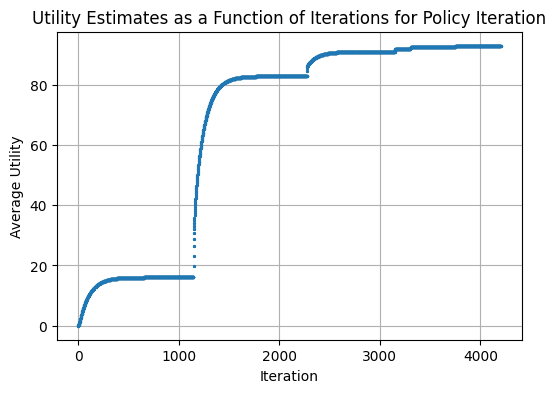 Utility Estimates as a Function of Iterations for Policy Iteration
Average Utility
80
60
40
20
0
0 1000 2000 3000 4000
Iteration